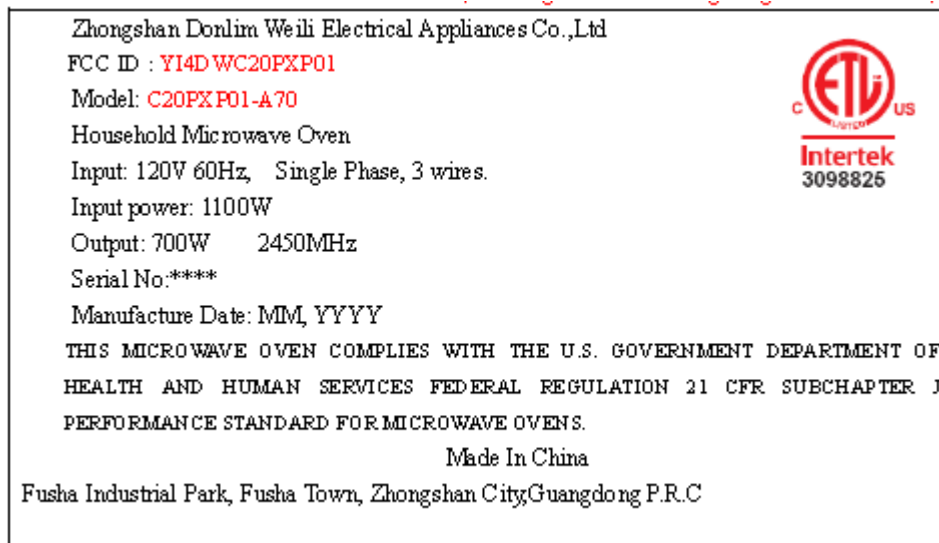 Zhongshan Donlim Weili Electrical Appliances Co.,Ltd
FCC ID : YI4DWC20PXP01
Model: C20PXP01-A70
Household Microwave Oven
Input: 120V 60Hz, Single Phase, 3 wires.
Input power: 1100W
Output: 700W 2450MHz
Serial No:****
Manufacture Date: MM, YYYY
THIS MICROWAVE OVEN COMPLIES WITH THE U.S. GOVERNMENT DEPARTMENT OF
HEALTH AND HUMAN SERVICES FEDERAL REGULATION 21 CFR SUBCHAPTER J
PERFORMANCE STANDARD FOR MICROWAVE OVENS.
Made In China
Fusha Industrial Park, Fusha Town, Zhongshan City,Guangdong P.R.C
ETL
C US
LISTED
Intertek
3098825